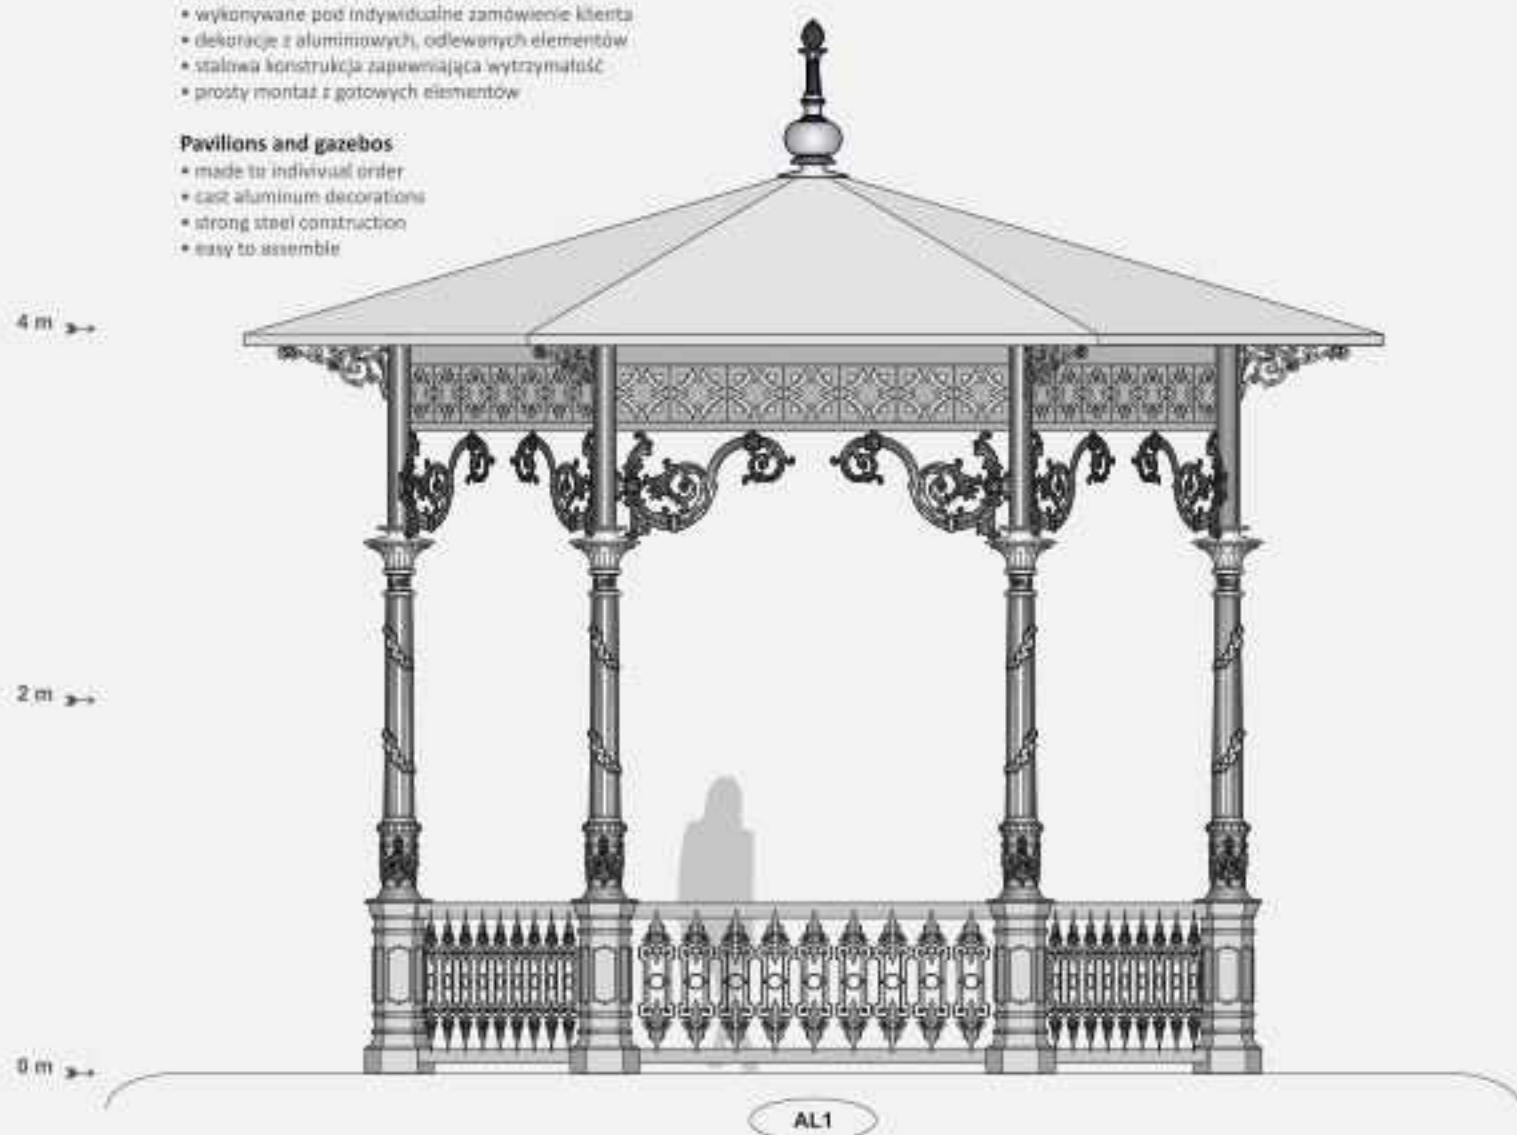 • wykonywane pod indywidualne zamówienie klienta
• dekoracje z aluminiowych, odlewanych elementów
• stalowa konstrukcja zapewniająca wytrzymałość
• prosty montaż z gotowych elementów
Pavilions and gazebos
• made to indivivual order
• cast aluminum decorations
• strong steel construction
• easy to assemble
4 m
2 m
0 m
AL1